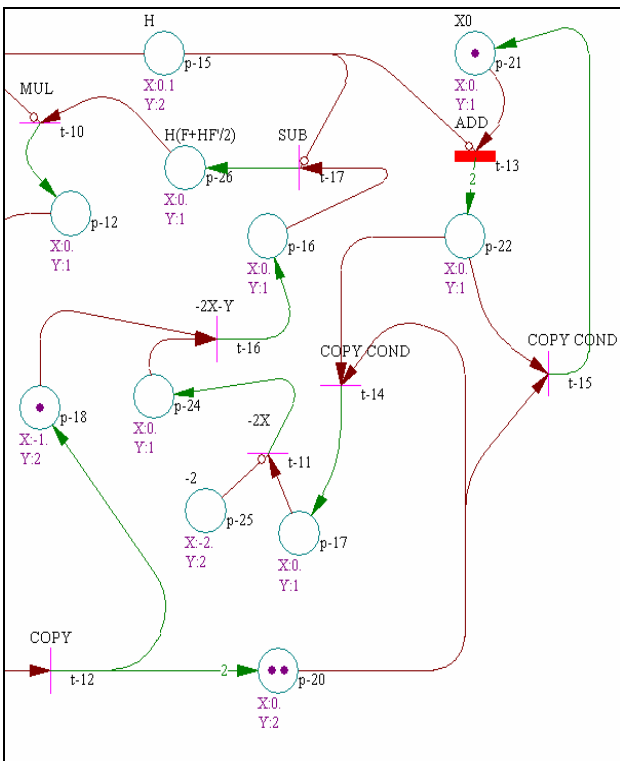 H
p-15
X:0.1
Y:2
X0
p-21
X:0.
Y:1
MUL
t-10
H(F+HF'/2)
p-26
X:0.
Y:1
SUB
t-17
ADD
t-13
2
p-12
X:0.
Y:1
p-16
X:0.
Y:1
p-22
X:0.
Y:1
-2X-Y
t-16
COPY COND
t-14
COPY COND
t-15
p-18
X:-1.
Y:2
p-24
X:0.
Y:1
-2X
t-11
-2
p-25
X:-2.
Y:2
p-17
X:0.
Y:1
COPY
t-12
2
p-20
X:0.
Y:2